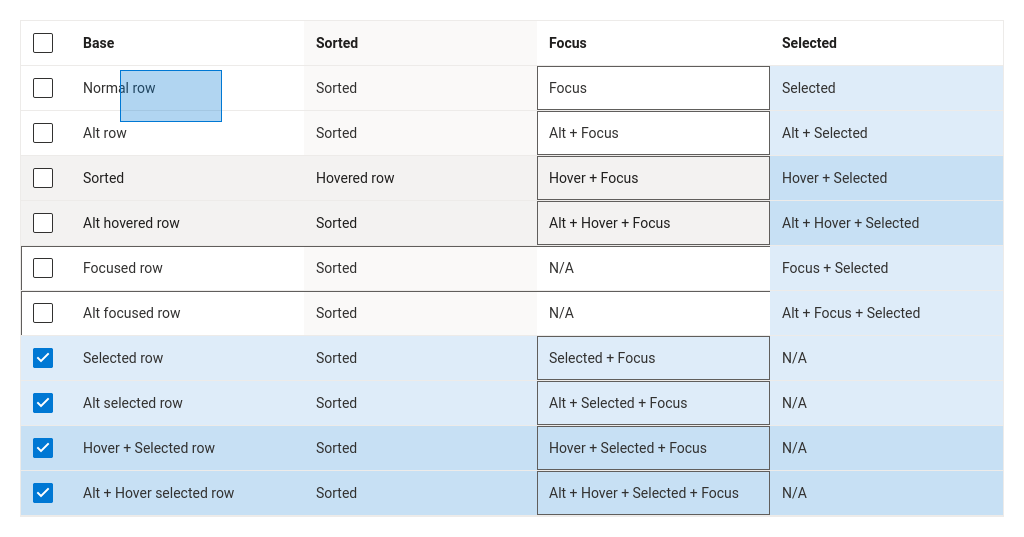 Base Sorted Focus Selected
Normal row Sorted Focus Selected
Alt row Sorted Alt + Focus Alt + Selected
Sorted Hovered row Hover + Focus Hover + Selected
Alt hovered row Sorted Alt + Hover + Focus Alt + Hover + Selected
Focused row Sorted N/A Focus + Selected
Alt focused row Sorted N/A Alt + Focus + Selected
Selected row Sorted Selected + Focus N/A
Alt selected row Sorted Alt + Selected + Focus N/A
Hover + Selected row Sorted Hover + Selected + Focus N/A
Alt + Hover selected row Sorted Alt + Hover + Selected + Focus N/A